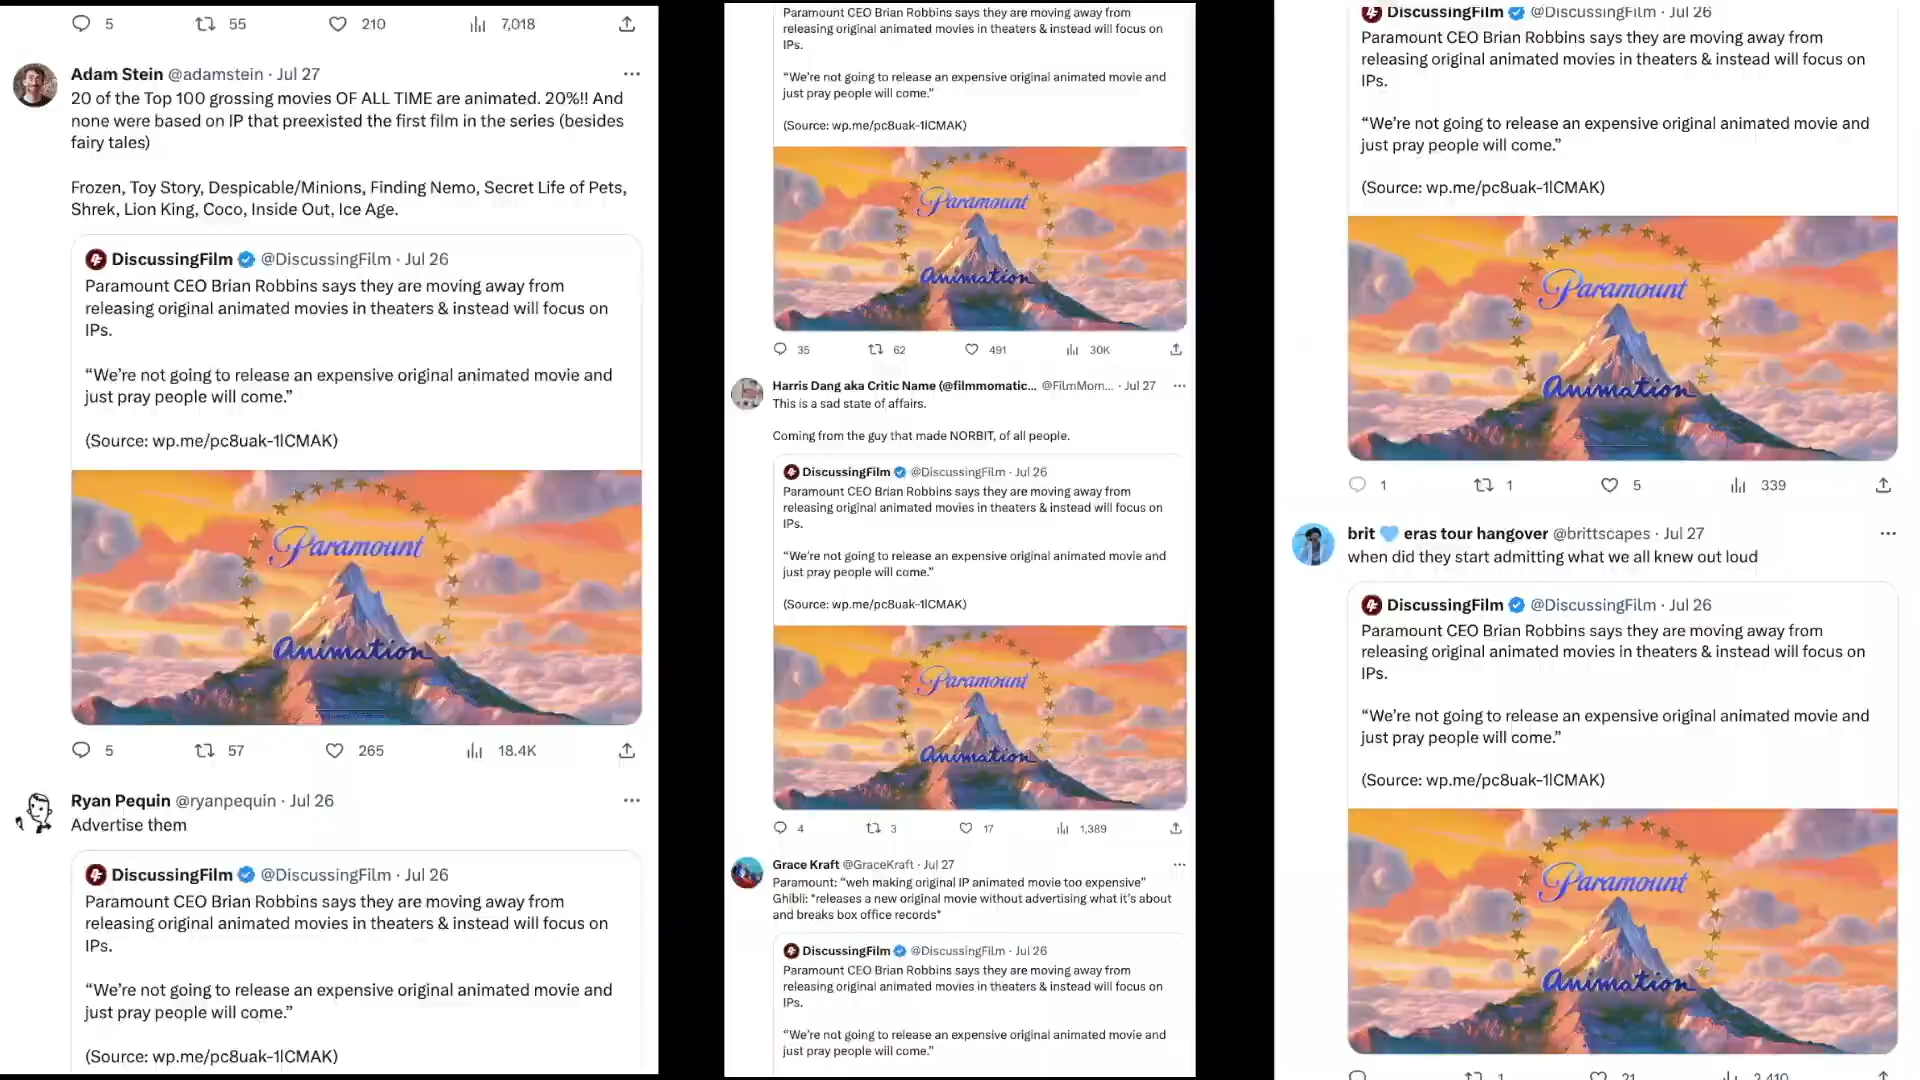 5 55 210 7,018
Adam Stein @adamstein · Jul 27
20 of the Top 100 grossing movies OF ALL TIME are animated. 20%!! And
none were based on IP that preexisted the first film in the series (besides
fairy tales)
Frozen, Toy Story, Despicable/Minions, Finding Nemo, Secret Life of Pets,
Shrek, Lion King, Coco, Inside Out, Ice Age.
DiscussingFilm @DiscussingFilm · Jul 26
Paramount CEO Brian Robbins says they are moving away from
releasing original animated movies in theaters & instead will focus on
IPs.
“We’re not going to release an expensive original animated movie and
just pray people will come.”
(Source: wp.me/pc8uak-1lCMAK)
Paramount
Animation
5 57 265 18.4K
Ryan Pequin @ryanpequin · Jul 26
Advertise them
DiscussingFilm @DiscussingFilm · Jul 26
Paramount CEO Brian Robbins says they are moving away from
releasing original animated movies in theaters & instead will focus on
IPs.
“We’re not going to release an expensive original animated movie and
just pray people will come.”
(Source: wp.me/pc8uak-1lCMAK)
Paramount CEO Brian Robbins says they are moving away from
releasing original animated movies in theaters & instead will focus on
IPs.
“We’re not going to release an expensive original animated movie and
just pray people will come.”
(Source: wp.me/pc8uak-1lCMAK)
Paramount
Animation
35 62 491 30K
Harris Dang aka Critic Name (@filmmomatic... @FilmMom... · Jul 27
This is a sad state of affairs.
Coming from the guy that made NORBIT, of all people.
DiscussingFilm @DiscussingFilm · Jul 26
Paramount CEO Brian Robbins says they are moving away from
releasing original animated movies in theaters & instead will focus on
IPs.
“We’re not going to release an expensive original animated movie and
just pray people will come.”
(Source: wp.me/pc8uak-1lCMAK)
Paramount
Animation
4 3 17 1,389
Grace Kraft @GraceKraft · Jul 27
Paramount: “weh making original IP animated movie too expensive”
Ghibli: *releases a new original movie without advertising what it’s about
and breaks box office records*
DiscussingFilm @DiscussingFilm · Jul 26
Paramount CEO Brian Robbins says they are moving away from
releasing original animated movies in theaters & instead will focus on
IPs.
“We’re not going to release an expensive original animated movie and
just pray people will come.”
DiscussingFilm @DiscussingFilm · Jul 26
Paramount CEO Brian Robbins says they are moving away from
releasing original animated movies in theaters & instead will focus on
IPs.
“We’re not going to release an expensive original animated movie and
just pray people will come.”
(Source: wp.me/pc8uak-1lCMAK)
Paramount
Animation
1 1 5 339
brit 🩵 eras tour hangover @brittscapes · Jul 27
when did they start admitting what we all knew out loud
DiscussingFilm @DiscussingFilm · Jul 26
Paramount CEO Brian Robbins says they are moving away from
releasing original animated movies in theaters & instead will focus on
IPs.
“We’re not going to release an expensive original animated movie and
just pray people will come.”
(Source: wp.me/pc8uak-1lCMAK)
Paramount
Animation
1 21 2,410